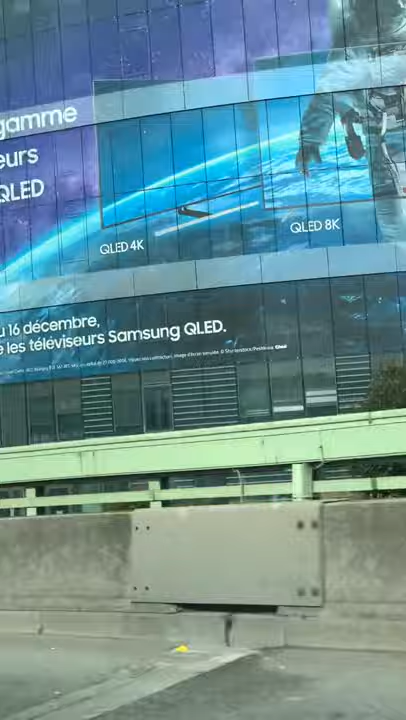 gamme
eurs
QLED
QLED 4K
QLED 8K
u 16 décembre,
e les téléviseurs Samsung QLED.